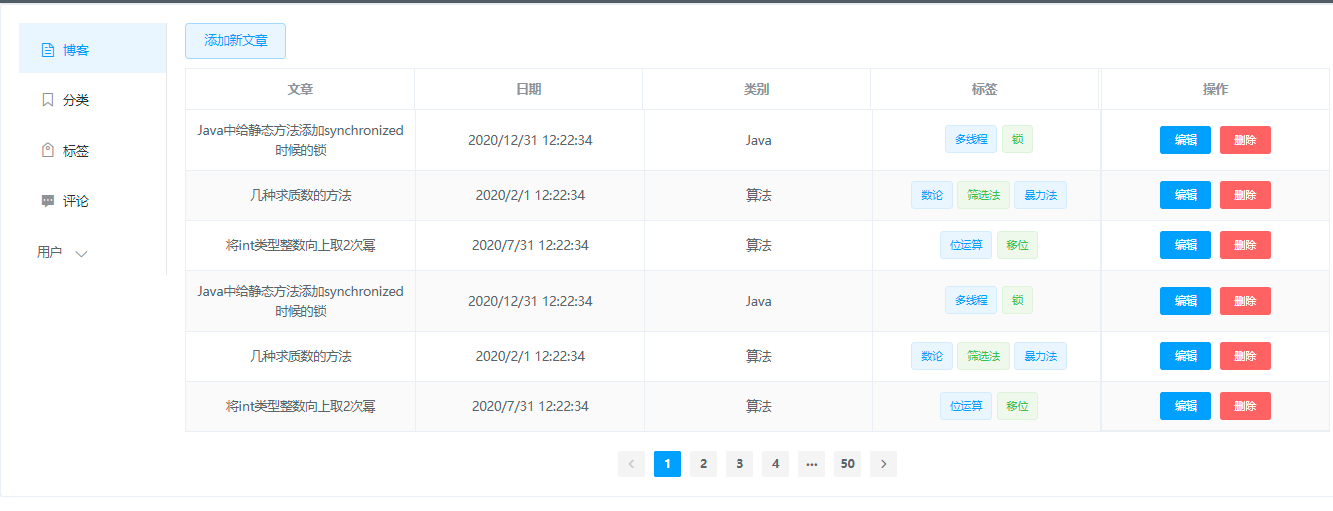 博客
分类
标签
评论
用户
添加新文章
文章 日期 类别 标签 操作
Java中给静态方法添加synchronized
时候的锁 2020/12/31 12:22:34 Java 多线程 锁 编辑 删除
几种求质数的方法 2020/2/1 12:22:34 算法 数论 筛选法 暴力法 编辑 删除
将int类型整数向上取2次幂 2020/7/31 12:22:34 算法 位运算 移位 编辑 删除
Java中给静态方法添加synchronized
时候的锁 2020/12/31 12:22:34 Java 多线程 锁 编辑 删除
几种求质数的方法 2020/2/1 12:22:34 算法 数论 筛选法 暴力法 编辑 删除
将int类型整数向上取2次幂 2020/7/31 12:22:34 算法 位运算 移位 编辑 删除
1 2 3 4 ••• 50